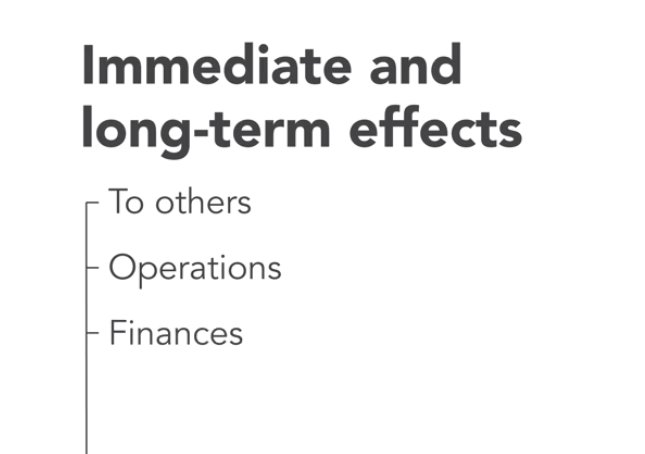 Immediate and
long-term effects
To others
Operations
Finances